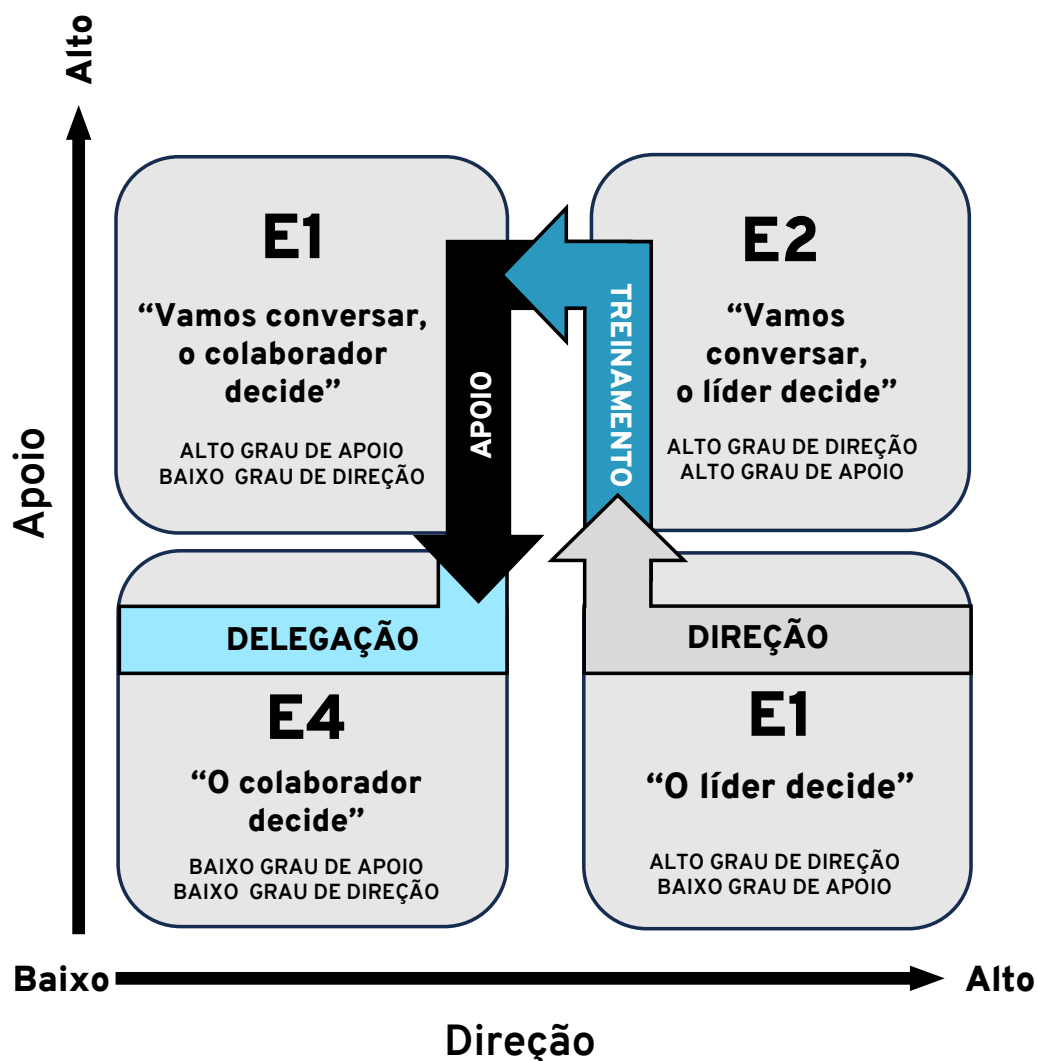 Alto
Apoio
E1
“Vamos conversar,
o colaborador
decide”
ALTO GRAU DE APOIO
BAIXO GRAU DE DIREÇÃO
APOIO
TREINAMENTO
E2
“Vamos
conversar,
o líder decide”
ALTO GRAU DE DIREÇÃO
ALTO GRAU DE APOIO
DELEGAÇÃO
E4
“O colaborador
decide”
BAIXO GRAU DE APOIO
BAIXO GRAU DE DIREÇÃO
DIREÇÃO
E1
“O líder decide”
ALTO GRAU DE DIREÇÃO
BAIXO GRAU DE APOIO
Baixo
Alto
Direção